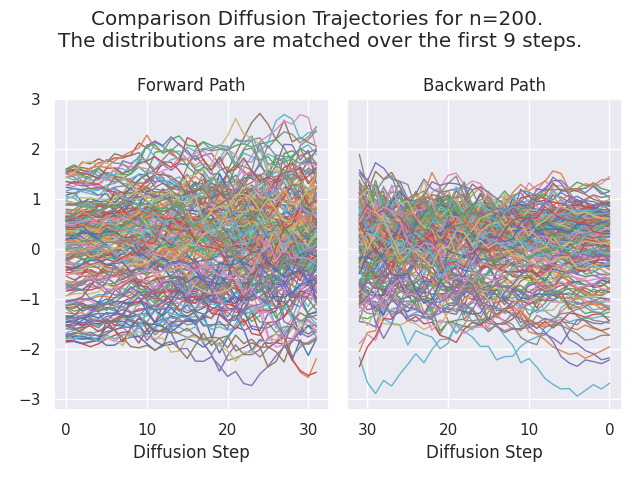 Comparison Diffusion Trajectories for n=200.
The distributions are matched over the first 9 steps.
Forward Path
Backward Path
3
2
1
0
−1
−2
−3
0 10 20 30
30 20 10 0
Diffusion Step
Diffusion Step